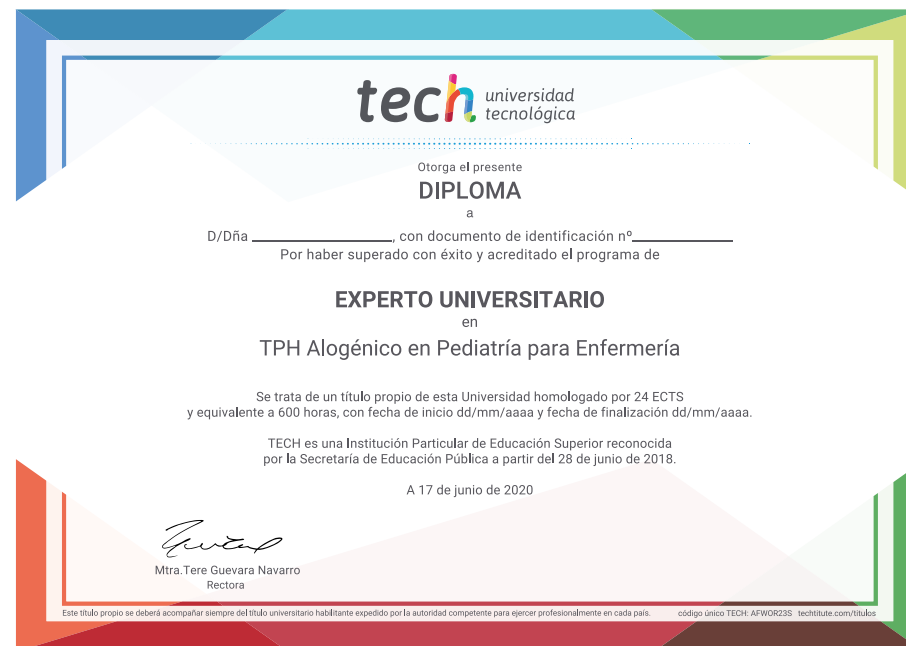 tech universidad
tecnológica
Otorga el presente
DIPLOMA
a
D/Dña ____________________, con documento de identificación nº______________
Por haber superado con éxito y acreditado el programa de
EXPERTO UNIVERSITARIO
en
TPH Alogénico en Pediatría para Enfermería
Se trata de un título propio de esta Universidad homologado por 24 ECTS
y equivalente a 600 horas, con fecha de inicio dd/mm/aaaa y fecha de finalización dd/mm/aaaa.
TECH es una Institución Particular de Educación Superior reconocida
por la Secretaría de Educación Pública a partir del 28 de junio de 2018.
A 17 de junio de 2020
Mtra.Tere Guevara Navarro
Rectora
Este título propio se deberá acompañar siempre del título universitario habilitante expedido por la autoridad competente para ejercer profesionalmente en cada país. código único TECH: AFWOR23S techtitute.com/titulos